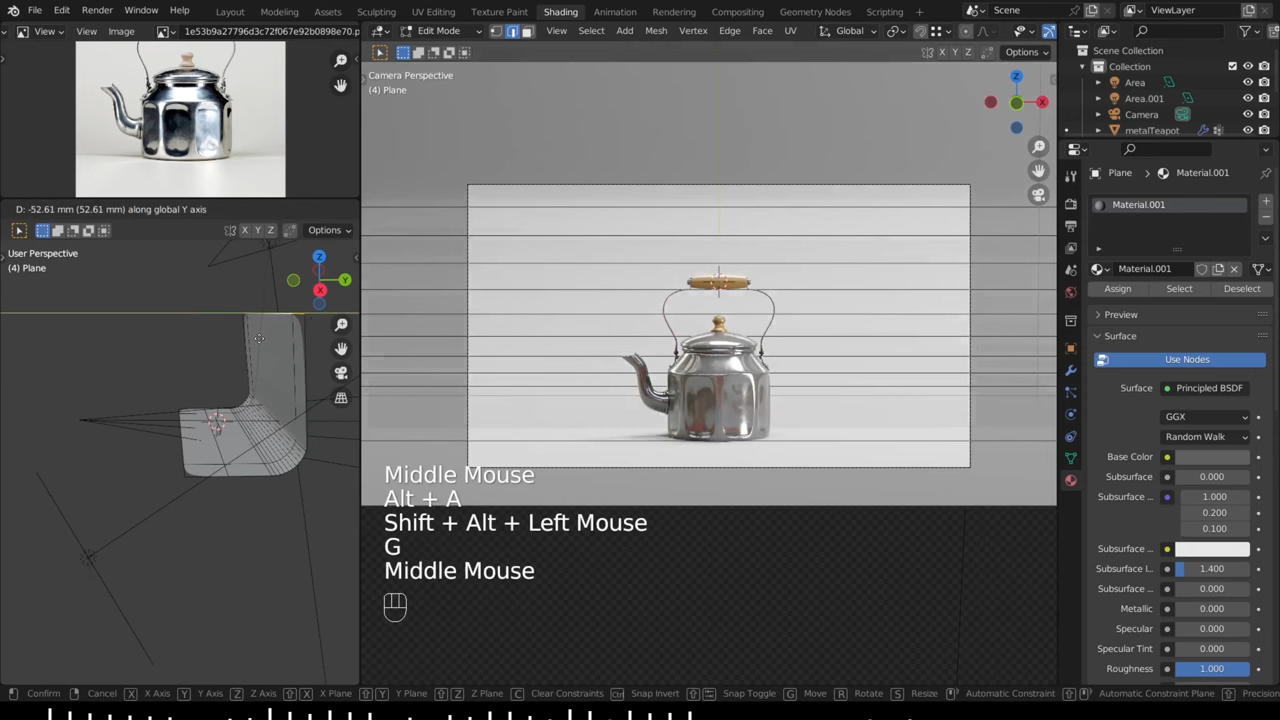 File Edit Render Window Help Layout Modeling Assets Sculpting UV Editing Texture Paint Shading Animation Rendering Compositing Geometry Nodes Scripting + Scene ViewLayer
View View Image 1e53b9a27796d3c72f067e92b0898e70.p Edit Mode View Select Add Mesh Vertex Edge Face UV Global
X Y Z Options
Camera Perspective
(4) Plane
Z
X
Scene Collection
Collection
Area
Area.001
Camera
metalTeapot
Plane Material.001
Material.001
Material.001
Assign Select Deselect
Preview
Surface
Use Nodes
Surface Principled BSDF
GGX
Random Walk
Base Color
Subsurface 0.000
Subsurface ... 1.000
0.200
0.100
Subsurface ...
Subsurface I... 1.400
Subsurface ... 0.000
Metallic 0.000
Specular 0.000
Specular Tint 0.000
Roughness 1.000
D: -52.61 mm (52.61 mm) along global Y axis
X Y Z Options
User Perspective
(4) Plane
Z
Y
X
Middle Mouse
Alt + A
Shift + Alt + Left Mouse
G
Middle Mouse
Confirm Cancel X X Axis Y Y Axis Z Z Axis X X Plane Y Y Plane Z Z Plane C Clear Constraints Ctrl Snap Invert Snap Toggle G Move R Rotate S Resize Automatic Constraint Automatic Constraint Plane Precision